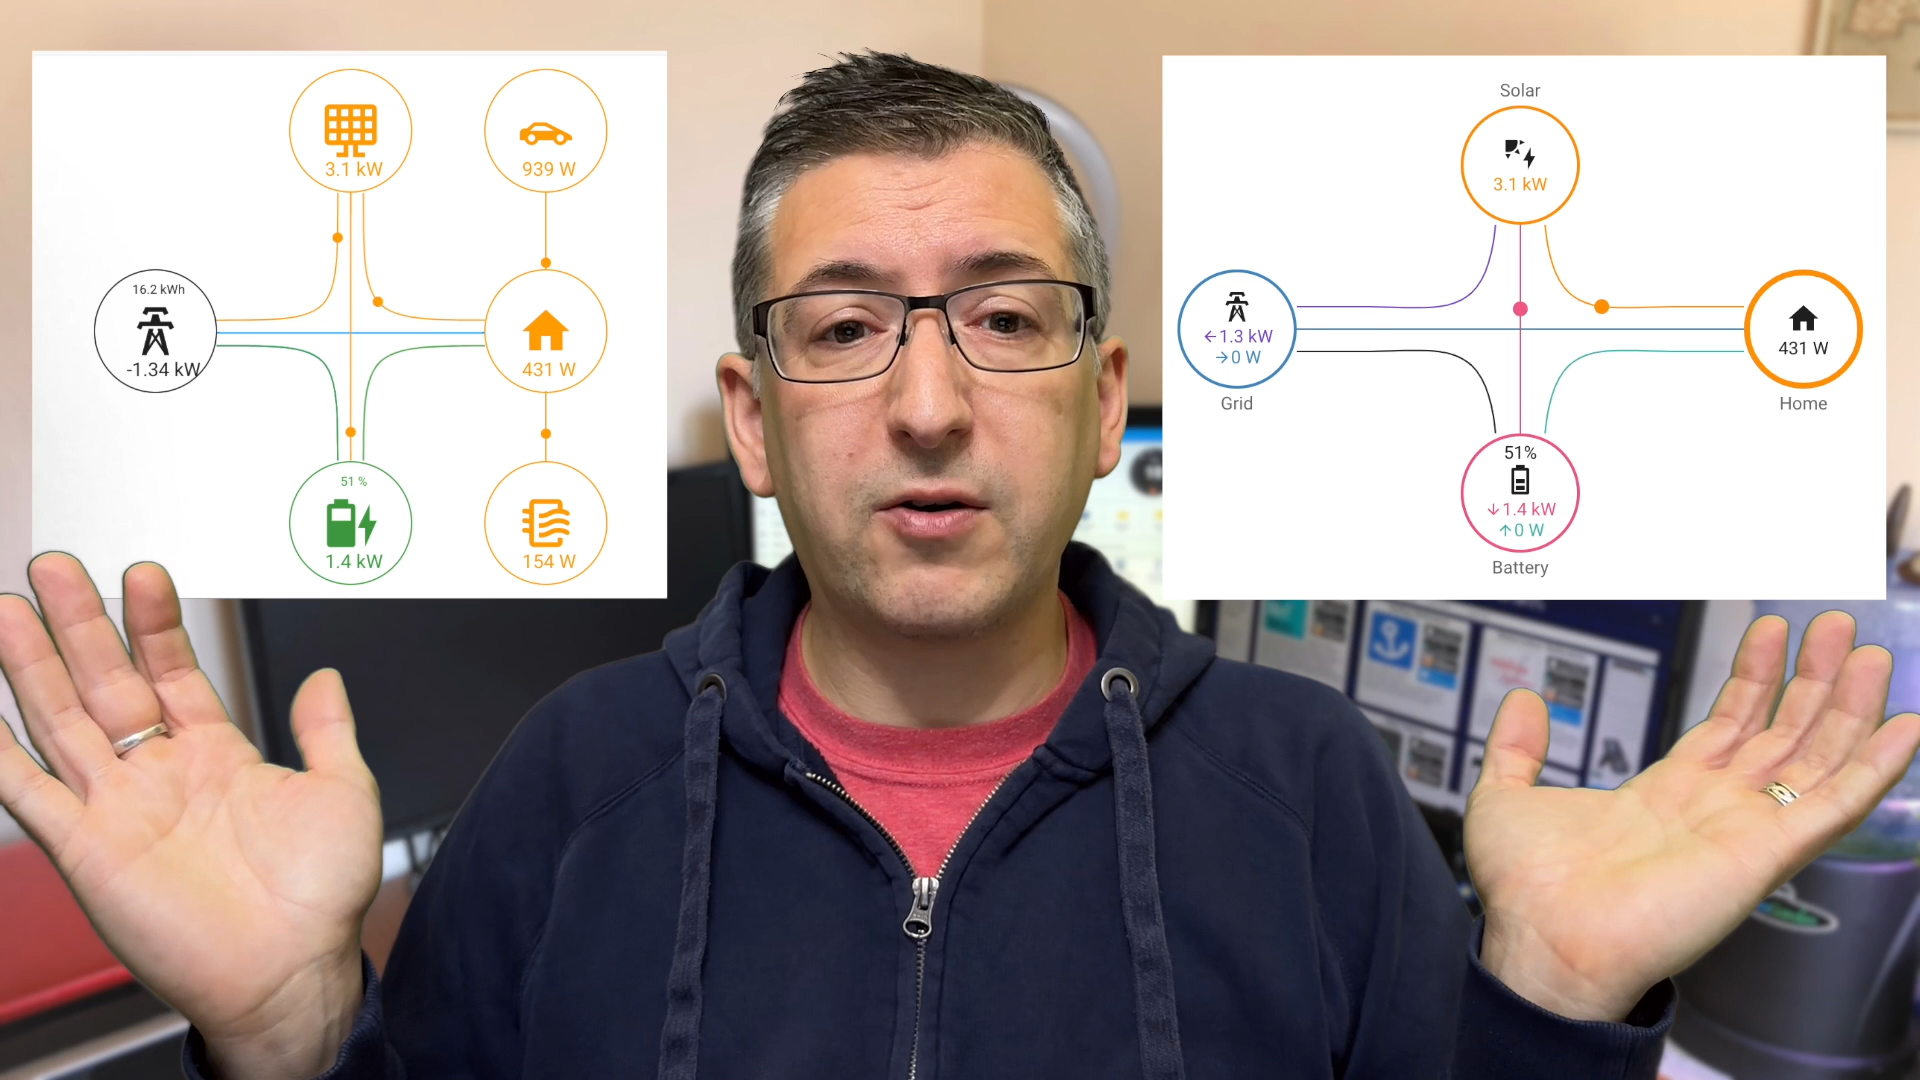 3.1 kW
939 W
16.2 kWh
-1.34 kW
431 W
51 %
1.4 kW
154 W
Solar
3.1 kW
←1.3 kW
→0 W
Grid
431 W
Home
51%
↓1.4 kW
↑0 W
Battery